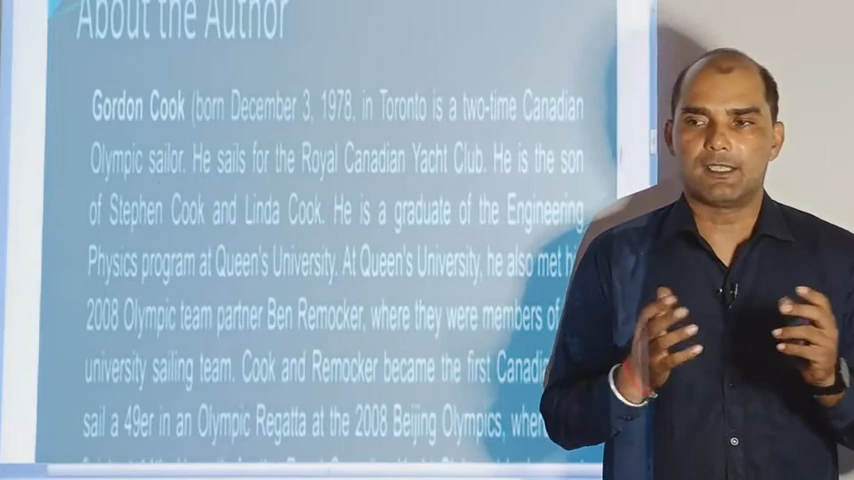 About the Author
Gordon Cook (born December 3, 1978, in Toronto is a two-time Canadian
Olympic sailor. He sails for the Royal Canadian Yacht Club. He is the son
of Stephen Cook and Linda Cook. He is a graduate of the Engineering
Physics program at Queen's University. At Queen's University, he also met
2008 Olympic team partner Ben Remocker, where they were members of
university sailing team. Cook and Remocker became the first
sail a 49er in an Olympic Regatta at the 2008 Beijing Olympics,